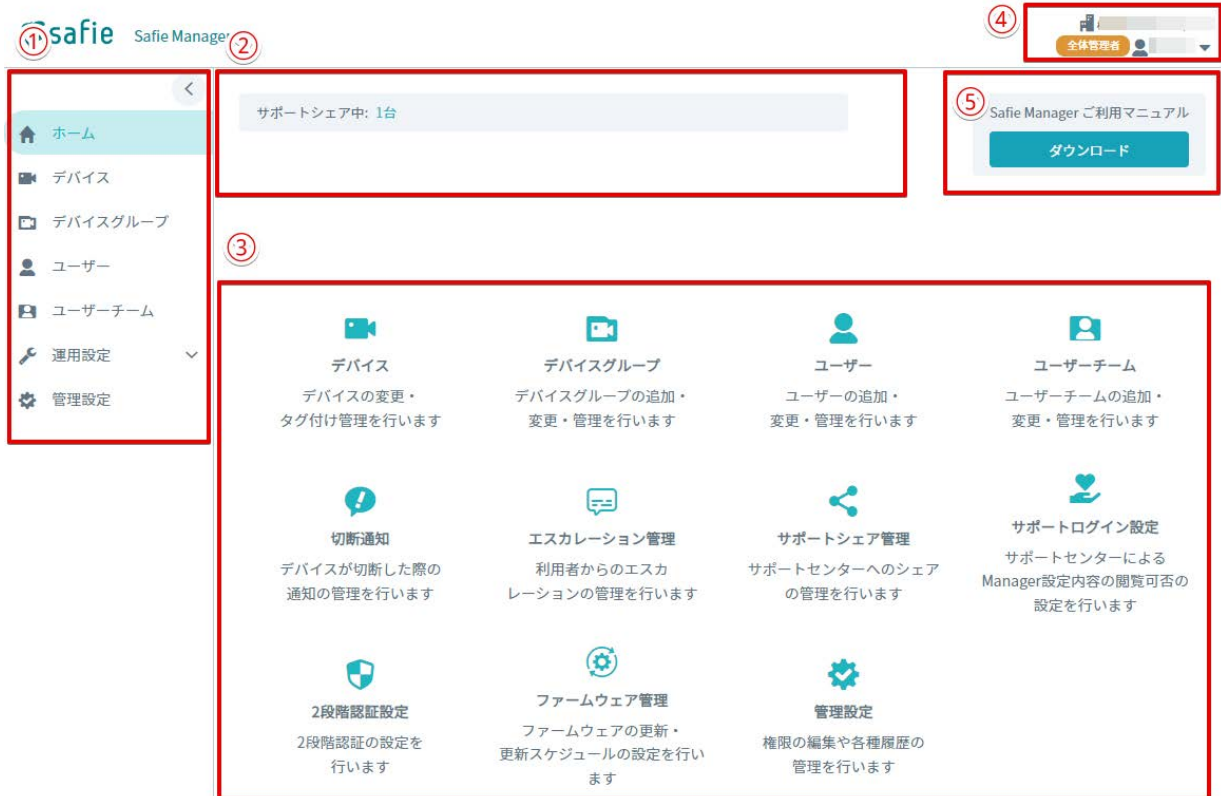 ①
safie Safie Manager
②
④
全体管理者
サポートシェア中: 1台
⑤
Safie Manager ご利用マニュアル
ダウンロード
ホーム
デバイス
デバイスグループ
ユーザー
ユーザーチーム
運用設定
管理設定
③
デバイス
デバイスの変更・
タグ付け管理を行います
デバイスグループ
デバイスグループの追加・
変更・管理を行います
ユーザー
ユーザーの追加・
変更・管理を行います
ユーザーチーム
ユーザーチームの追加・
変更・管理を行います
切断通知
デバイスが切断した際の
通知の管理を行います
エスカレーション管理
利用者からのエスカ
レーションの管理を行います
サポートシェア管理
サポートセンターへのシェア
の管理を行います
サポートログイン設定
サポートセンターによる
Manager設定内容の閲覧可否の
設定を行います
2段階認証設定
2段階認証の設定を
行います
ファームウェア管理
ファームウェアの更新・
更新スケジュールの設定を行い
ます
管理設定
権限の編集や各種履歴の
管理を行います